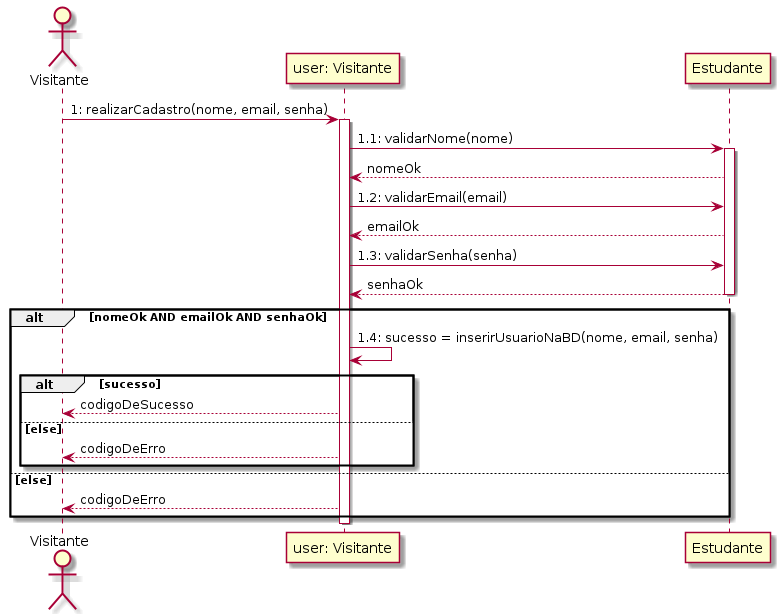 Visitante
user: Visitante
Estudante
1: realizarCadastro(nome, email, senha)
1.1: validarNome(nome)
nomeOk
1.2: validarEmail(email)
emailOk
1.3: validarSenha(senha)
senhaOk
alt [nomeOk AND emailOk AND senhaOk]
1.4: sucesso = inserirUsuarioNaBD(nome, email, senha)
alt [sucesso]
codigoDeSucesso
[else]
codigoDeErro
[else]
codigoDeErro
Visitante
user: Visitante
Estudante